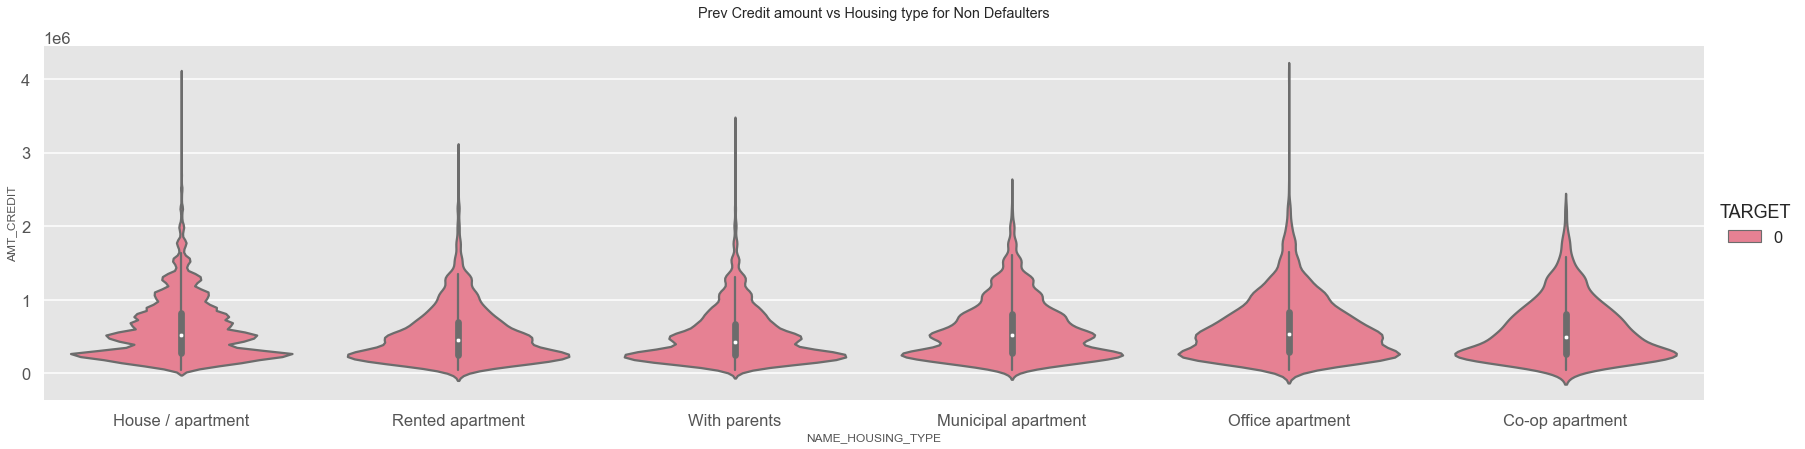 Prev Credit amount vs Housing type for Non Defaulters
1e6
4
3
2
1
0
AMT_CREDIT
House / apartment
Rented apartment
With parents
Municipal apartment
Office apartment
Co-op apartment
NAME_HOUSING_TYPE
TARGET
0